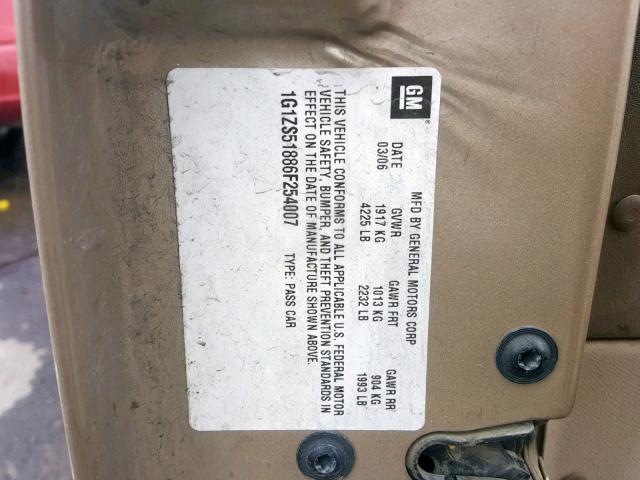 GM
MFD BY GENERAL MOTORS CORP
DATE GVWR GAWR FRT GAWR RR
03/06 1917 KG 1013 KG 904 KG
4225 LB 2232 LB 1993 LB
THIS VEHICLE CONFORMS TO ALL APPLICABLE U.S. FEDERAL MOTOR
VEHICLE SAFETY, BUMPER, AND THEFT PREVENTION STANDARDS IN
EFFECT ON THE DATE OF MANUFACTURE SHOWN ABOVE.
1G1ZS51886F254007 TYPE: PASS CAR